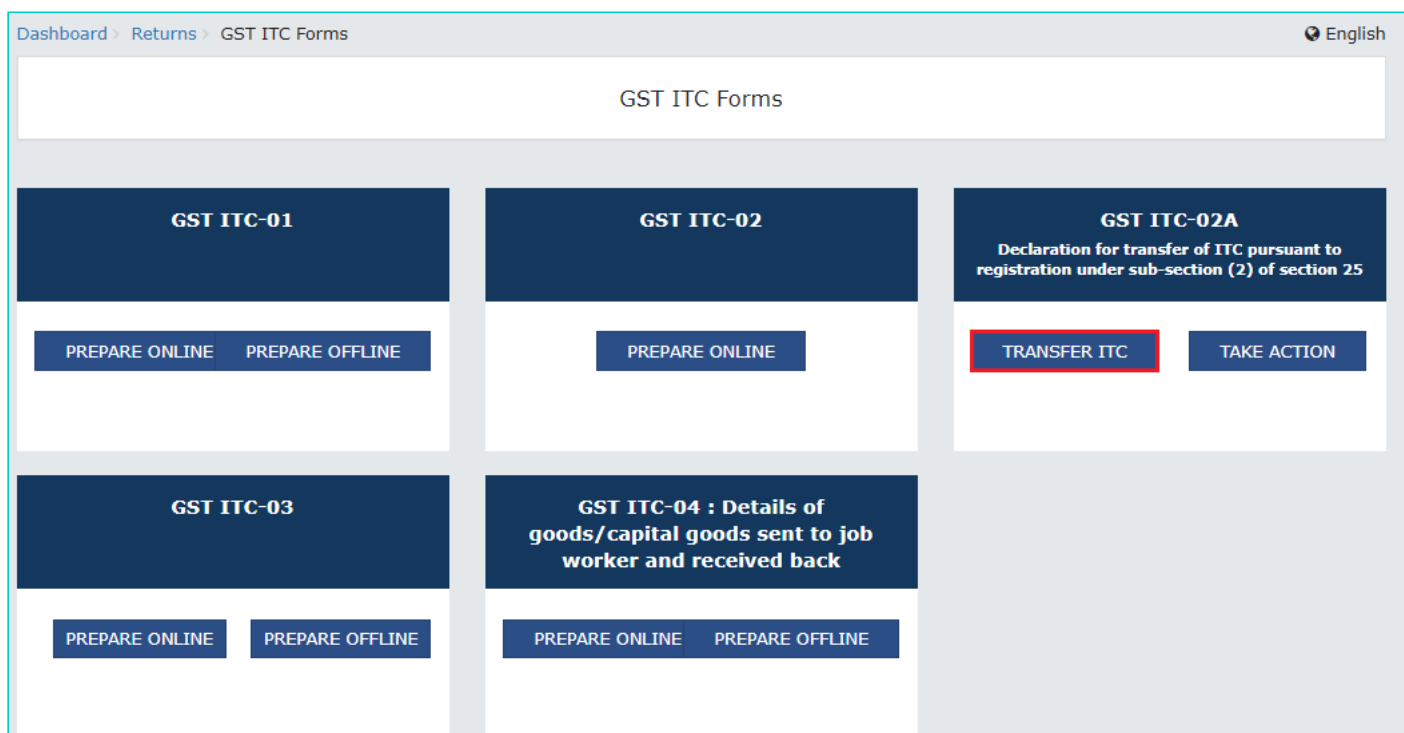 Dashboard > Returns > GST ITC Forms
English
GST ITC Forms
GST ITC-01
PREPARE ONLINE
PREPARE OFFLINE
GST ITC-02
PREPARE ONLINE
GST ITC-02A
Declaration for transfer of ITC pursuant to
registration under sub-section (2) of section 25
TRANSFER ITC
TAKE ACTION
GST ITC-03
PREPARE ONLINE
PREPARE OFFLINE
GST ITC-04 : Details of
goods/capital goods sent to job
worker and received back
PREPARE ONLINE
PREPARE OFFLINE